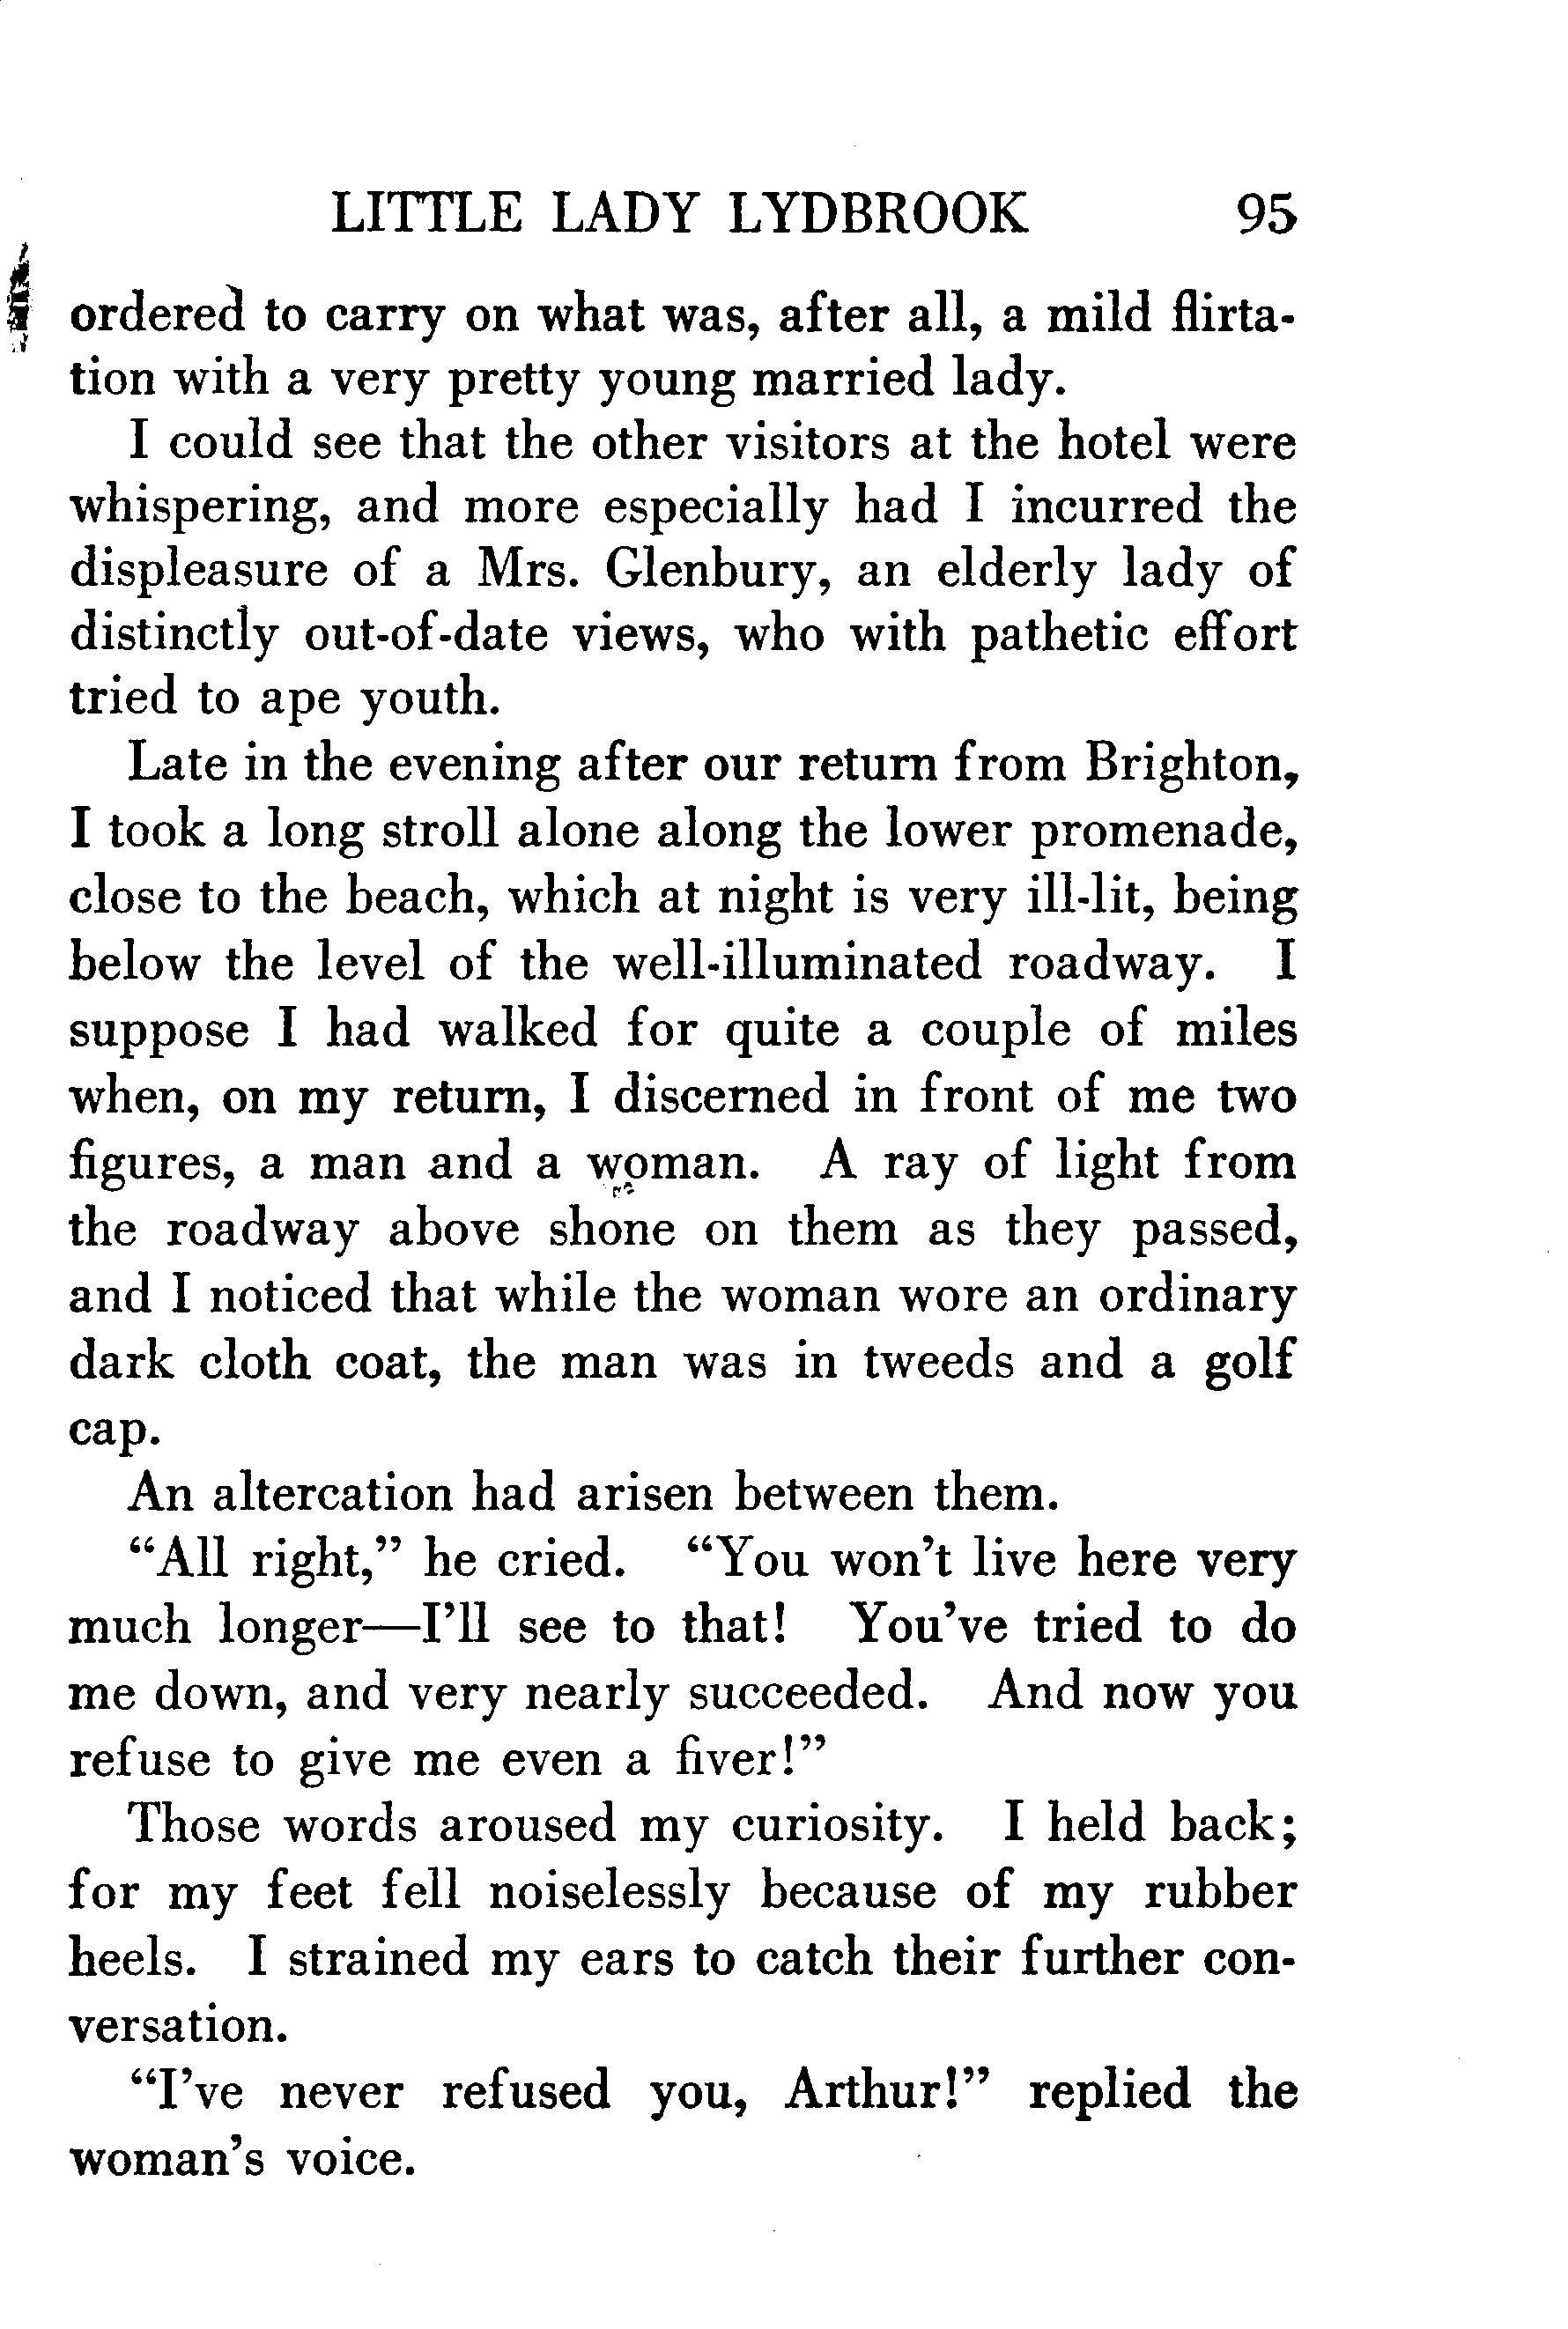 LITTLE LADY LYDBROOK 95
ordered to carry on what was, after all, a mild flirta-
tion with a very pretty young married lady.
I could see that the other visitors at the hotel were
whispering, and more especially had I incurred the
displeasure of a Mrs. Glenbury, an elderly lady of
distinctly out-of-date views, who with pathetic effort
tried to ape youth.
Late in the evening after our return from Brighton,
I took a long stroll alone along the lower promenade,
close to the beach, which at night is very ill-lit, being
below the level of the well-illuminated roadway. I
suppose I had walked for quite a couple of miles
when, on my return, I discerned in front of me two
figures, a man and a woman. A ray of light from
the roadway above shone on them as they passed,
and I noticed that while the woman wore an ordinary
dark cloth coat, the man was in tweeds and a golf
cap.
An altercation had arisen between them.
“All right,” he cried. “You won’t live here very
much longer—I’ll see to that! You’ve tried to do
me down, and very nearly succeeded. And now you
refuse to give me even a fiver!”
Those words aroused my curiosity. I held back;
for my feet fell noiselessly because of my rubber
heels. I strained my ears to catch their further con-
versation.
“I’ve never refused you, Arthur!” replied the
woman’s voice.